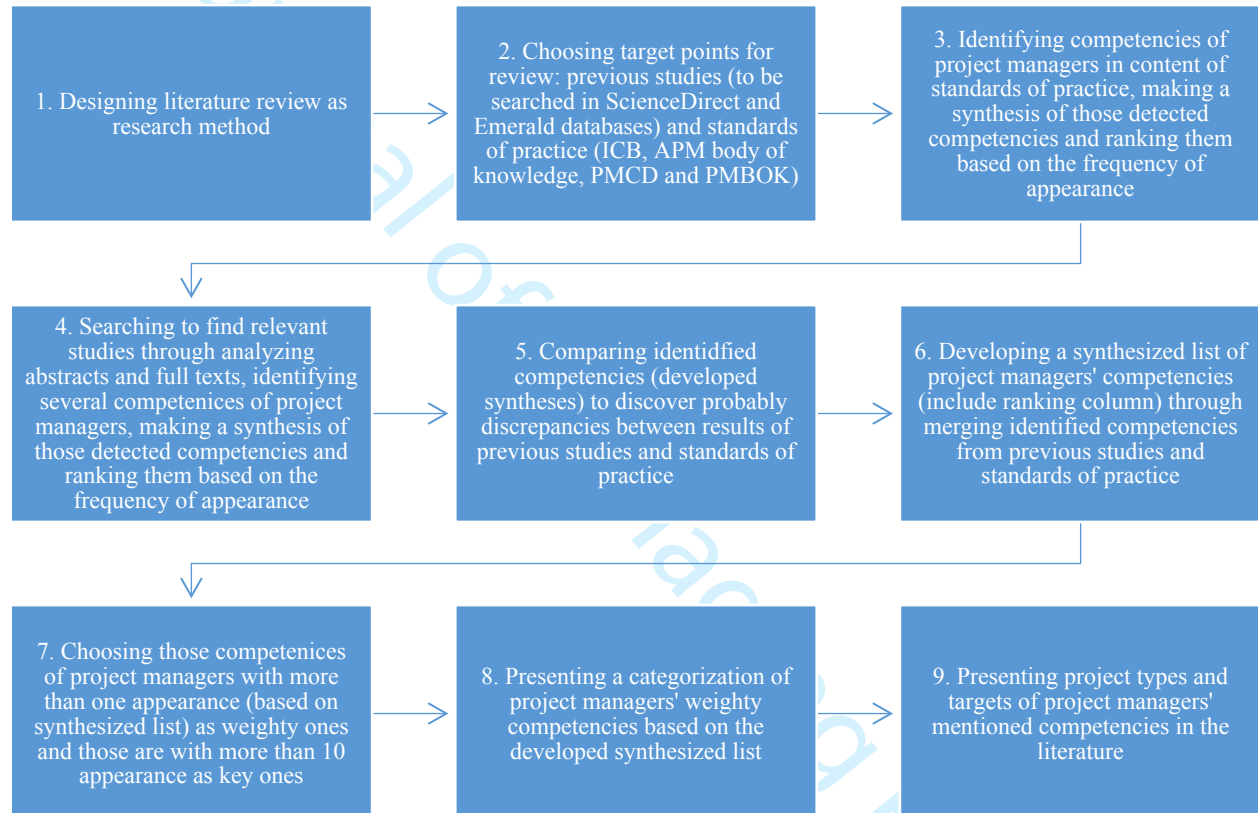 1. Designing literature review as
research method
2. Choosing target points for
review: previous studies (to be
searched in ScienceDirect and
Emerald databases) and standards
of practice (ICB, APM body of
knowledge, PMCD and PMBOK)
3. Identifying competencies of
project managers in content of
standards of practice, making a
synthesis of those detected
competencies and ranking them
based on the frequency of
appearance
4. Searching to find relevant
studies through analyzing
abstracts and full texts, identifying
several competenices of project
managers, making a synthesis of
those detected competencies and
ranking them based on the
frequency of appearance
5. Comparing identidfied
competencies (developed
syntheses) to discover probably
discrepancies between results of
previous studies and standards of
practice
6. Developing a synthesized list of
project managers' competencies
(include ranking column) through
merging identified competencies
from previous studies and
standards of practice
7. Choosing those competenices
of project managers with more
than one appearance (based on
synthesized list) as weighty ones
and those are with more than 10
appearance as key ones
8. Presenting a categorization of
project managers' weighty
competencies based on the
developed synthesized list
9. Presenting project types and
targets of project managers'
mentioned competencies in the
literature